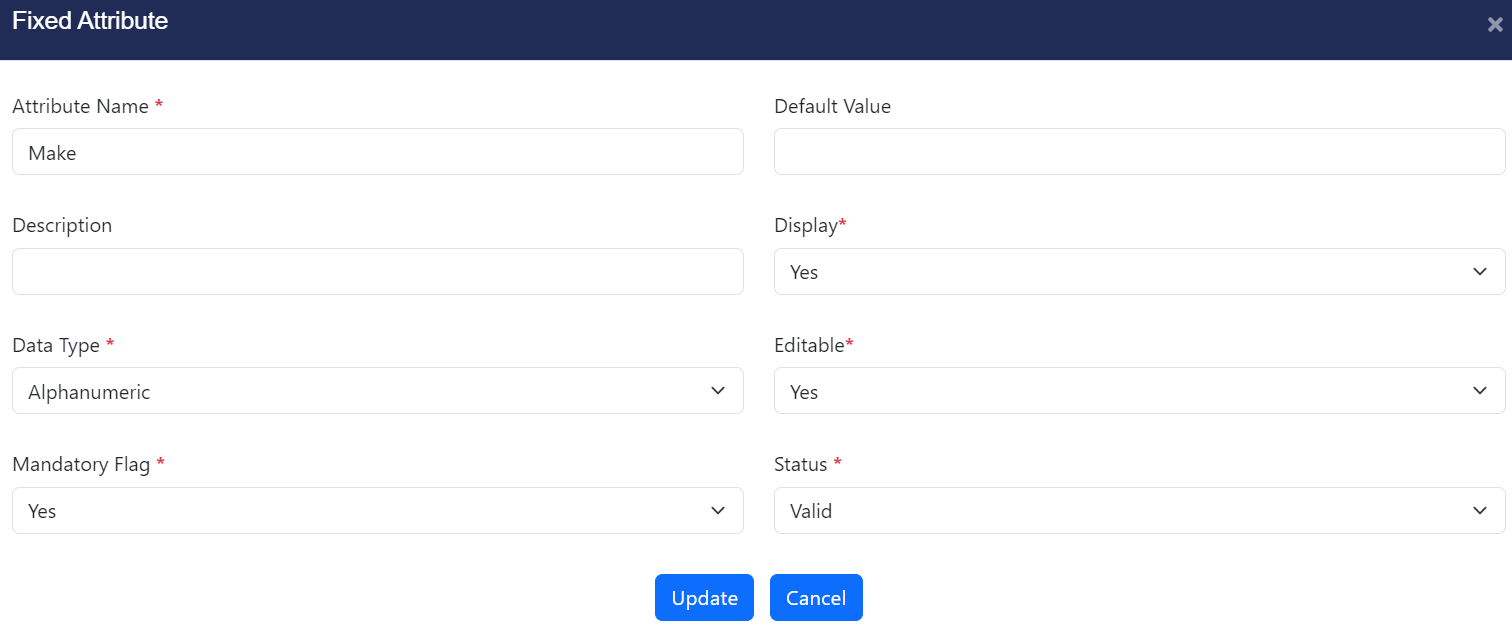 Fixed Attribute
Attribute Name *
Default Value
Make
Description
Display*
Yes
Data Type *
Editable*
Alphanumeric
Yes
Mandatory Flag *
Status *
Yes
Valid
Update
Cancel